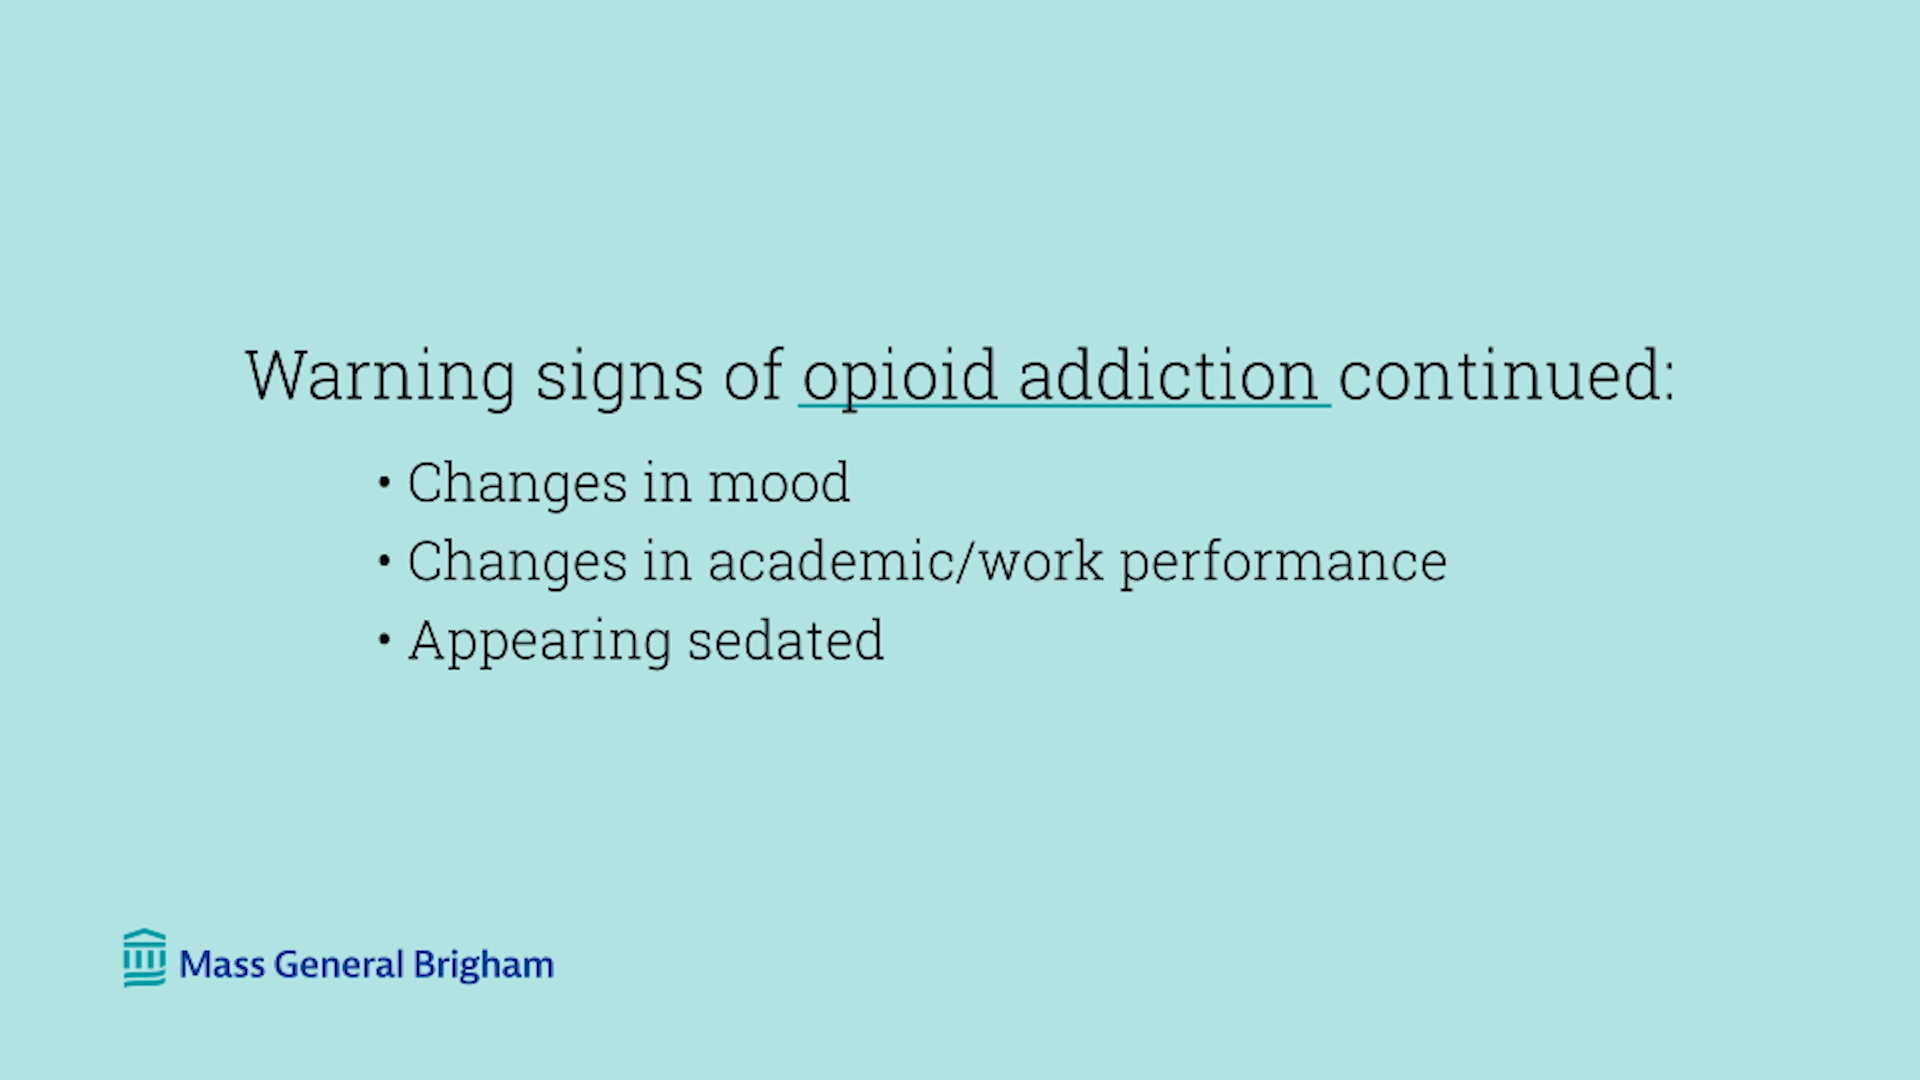 Warning signs of opioid addiction continued:
• Changes in mood
• Changes in academic/work performance
• Appearing sedated
Mass General Brigham